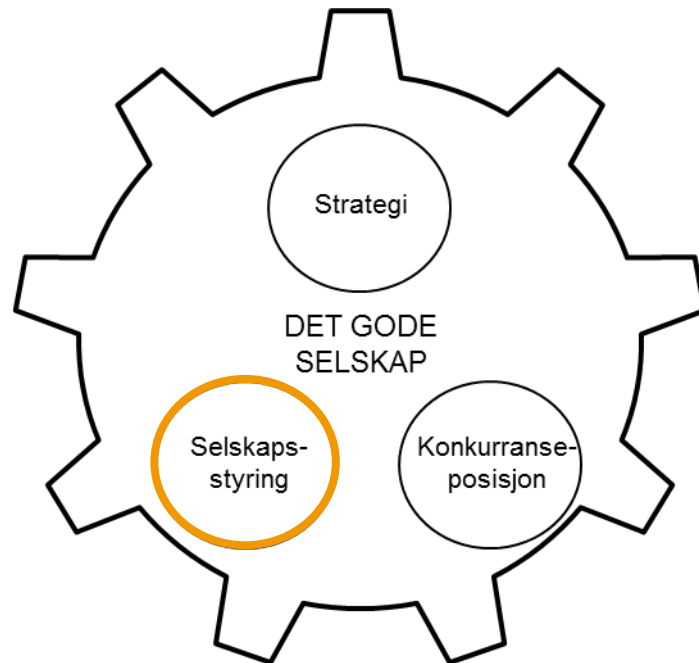 Strategi
DET GODE
SELSKAP
Selskaps-
styring
Konkurranse-
posisjon